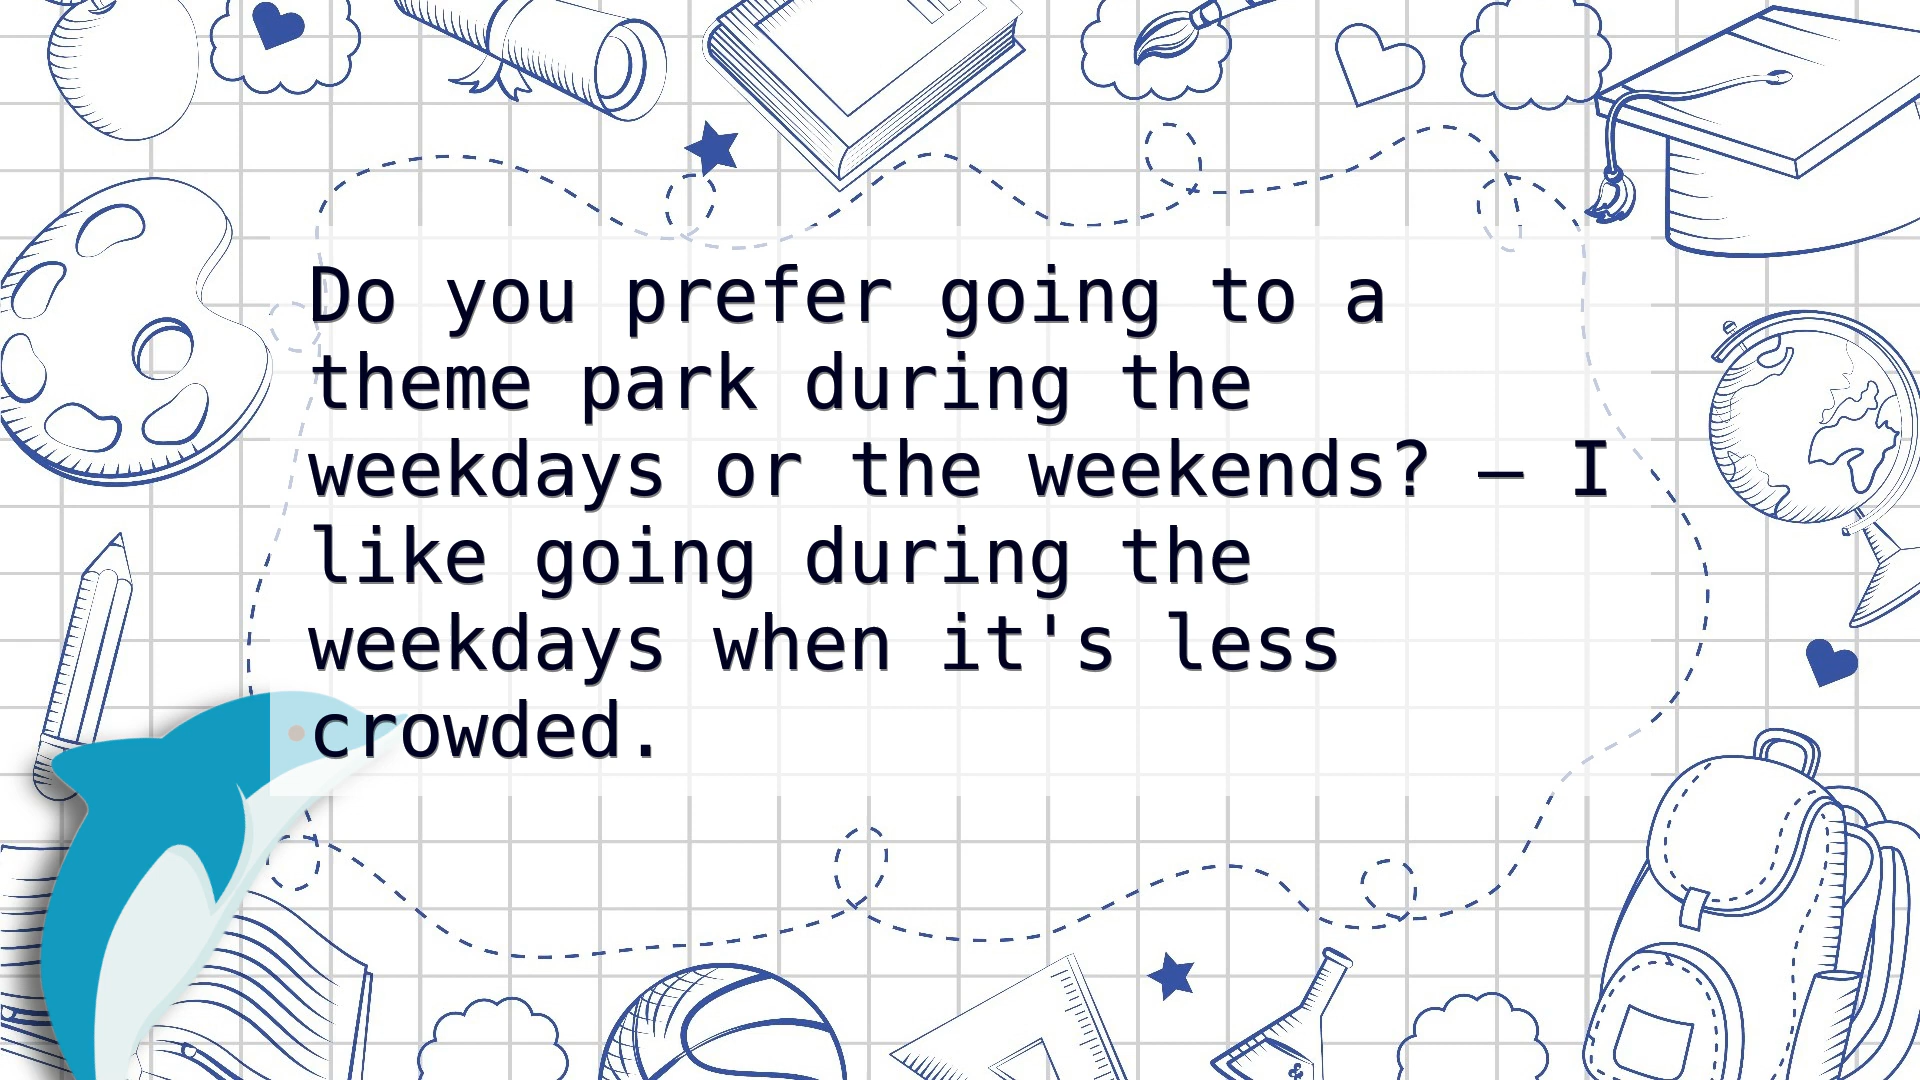 Do you prefer going to a
theme park during the
weekdays or the weekends? – I
like going during the
weekdays when it's less
crowded.